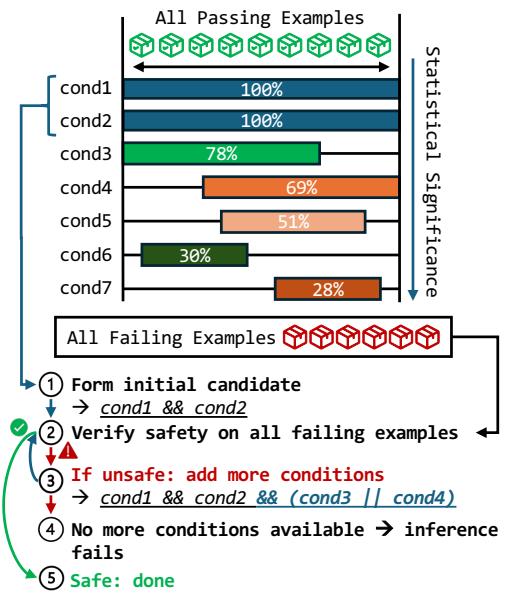 All Passing Examples
cond1 100%
cond2 100%
cond3 78%
cond4 69%
cond5 51%
cond6 30%
cond7 28%
Statistical Significance
All Failing Examples
1 Form initial candidate
→ cond1 && cond2
2 Verify safety on all failing examples
3 If unsafe: add more conditions
→ cond1 && cond2 && (cond3 || cond4)
4 No more conditions available → inference
fails
5 Safe: done